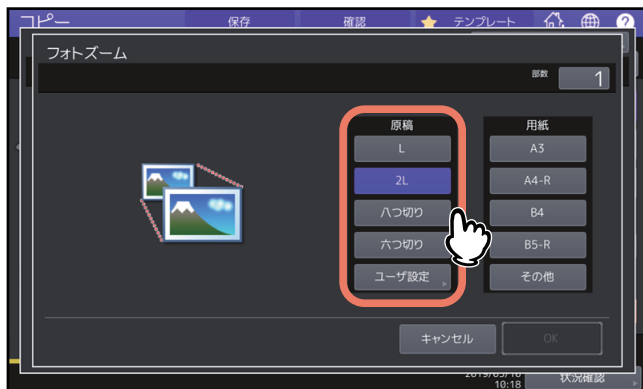 コピー 保存 確認 テンプレート ?
フォトズーム
部数 1
原稿 用紙
L A3
2L A4-R
八つ切り B4
六つ切り B5-R
ユーザ設定 その他
キャンセル OK
10:18 状況確認